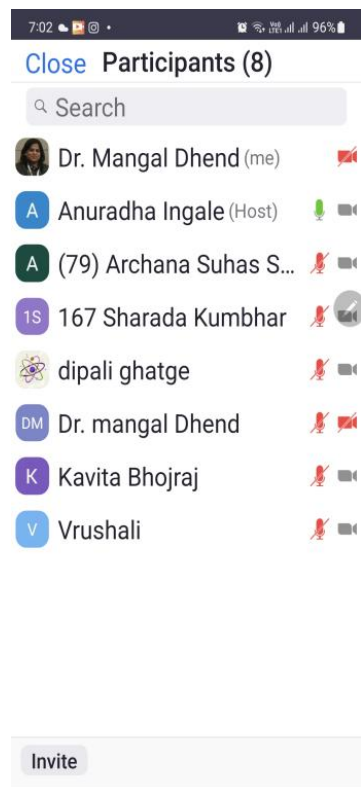 7:02 96%
Close Participants (8)
Search
Dr. Mangal Dhend (me)
A Anuradha Ingale (Host)
A (79) Archana Suhas S...
1S 167 Sharada Kumbhar
dipali ghatge
DM Dr. mangal Dhend
K Kavita Bhojraj
V Vrushali
Invite